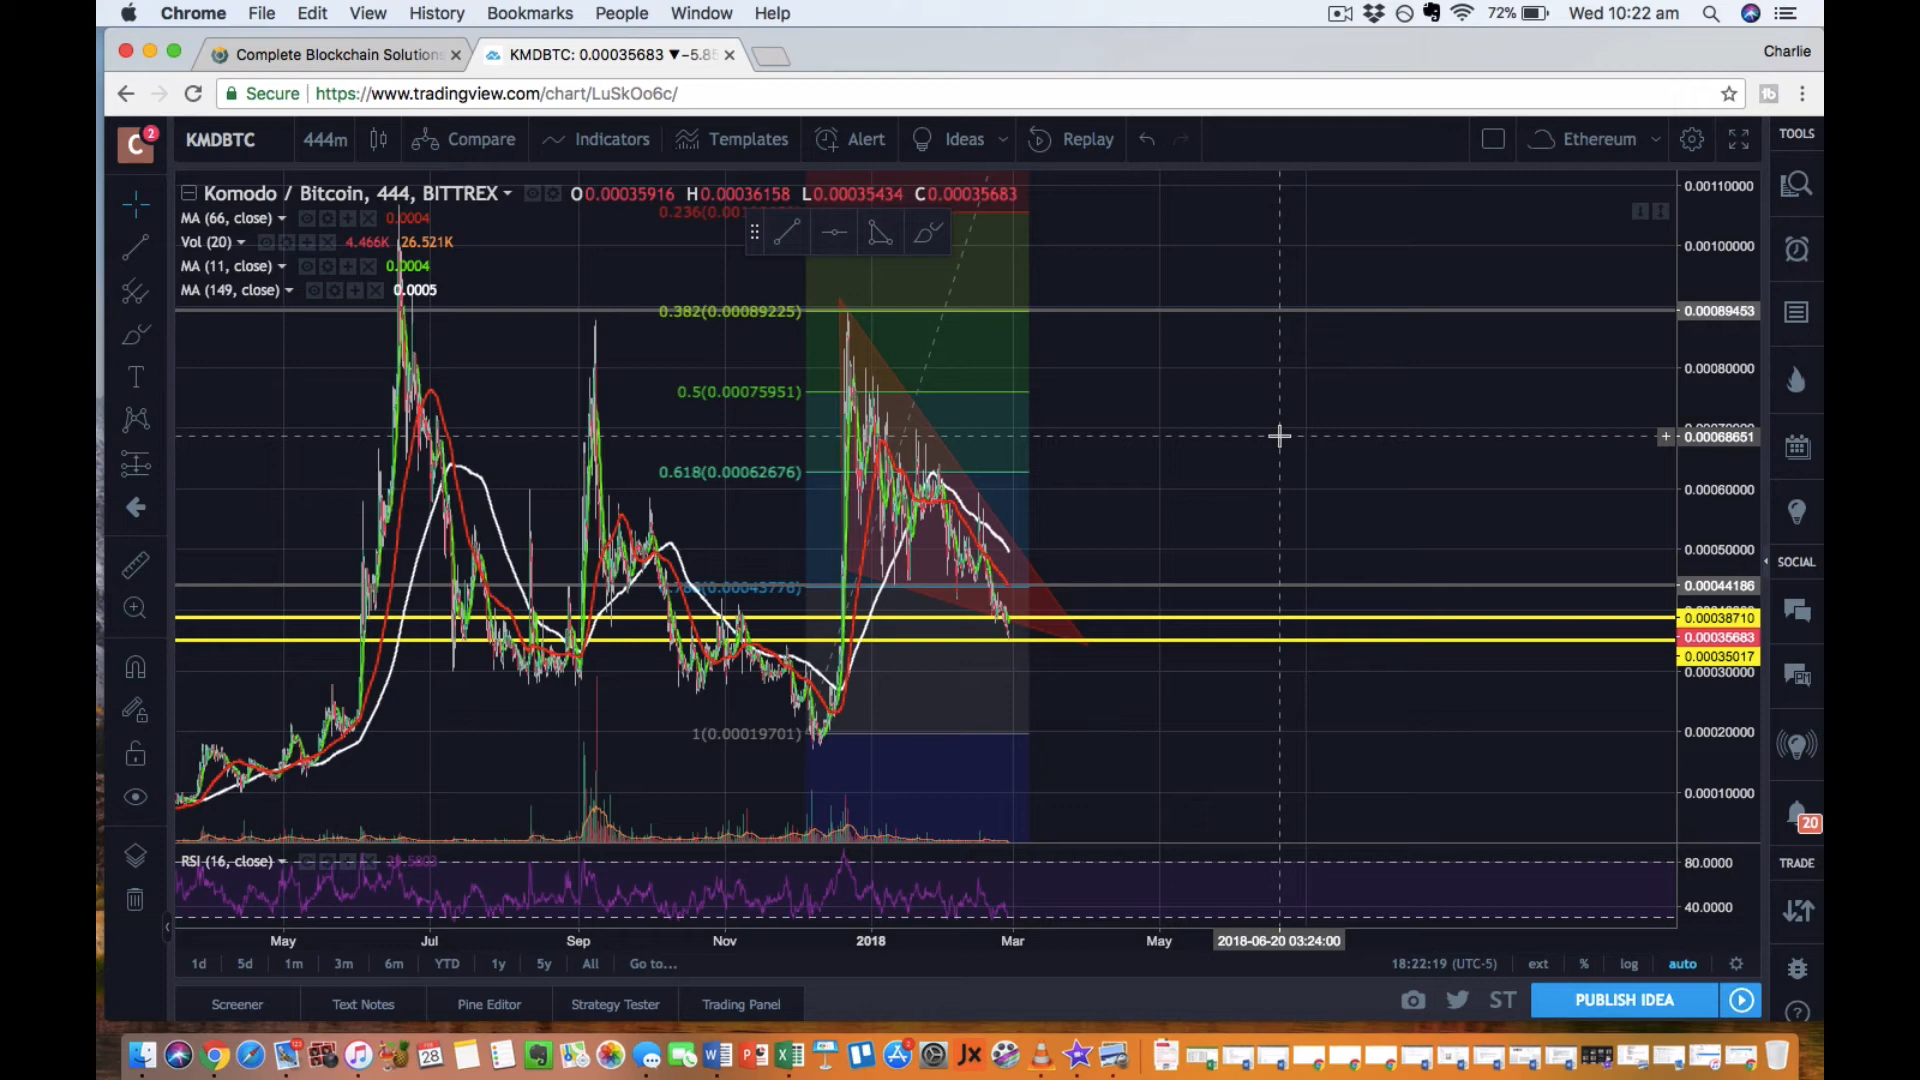 Chrome File Edit View History Bookmarks People Window Help 72% Wed 10:22 am
Complete Blockchain Solutions KMDBTC: 0.00035683 ▼−5.85 Charlie
Secure https://www.tradingview.com/chart/LuSkOo6c/
C 2 KMDBTC 444m Compare Indicators Templates Alert Ideas Replay Ethereum TOOLS
Komodo / Bitcoin, 444, BITTREX O0.00035916 H0.00036158 L0.00035434 C0.00035683
MA (66, close) 0.0004
Vol (20) 4.466K 26.521K
MA (11, close) 0.0004
MA (149, close) 0.0005
0.382(0.00089225)
0.5(0.00075951)
0.618(0.00062676)
1(0.00019701)
0.00110000
0.00100000
0.00089453
0.00080000
0.00068651
0.00060000
0.00050000
0.00044186
0.00038710
0.00035683
0.00035017
0.00030000
0.00020000
0.00010000
SOCIAL
20
TRADE
RSI (16, close)
80.0000
40.0000
May Jul Sep Nov 2018 Mar May 2018-06-20 03:24:00
1d 5d 1m 3m 6m YTD 1y 5y All Go to... 18:22:19 (UTC-5) ext % log auto
Screener Text Notes Pine Editor Strategy Tester Trading Panel ST PUBLISH IDEA
FEB 28 JX